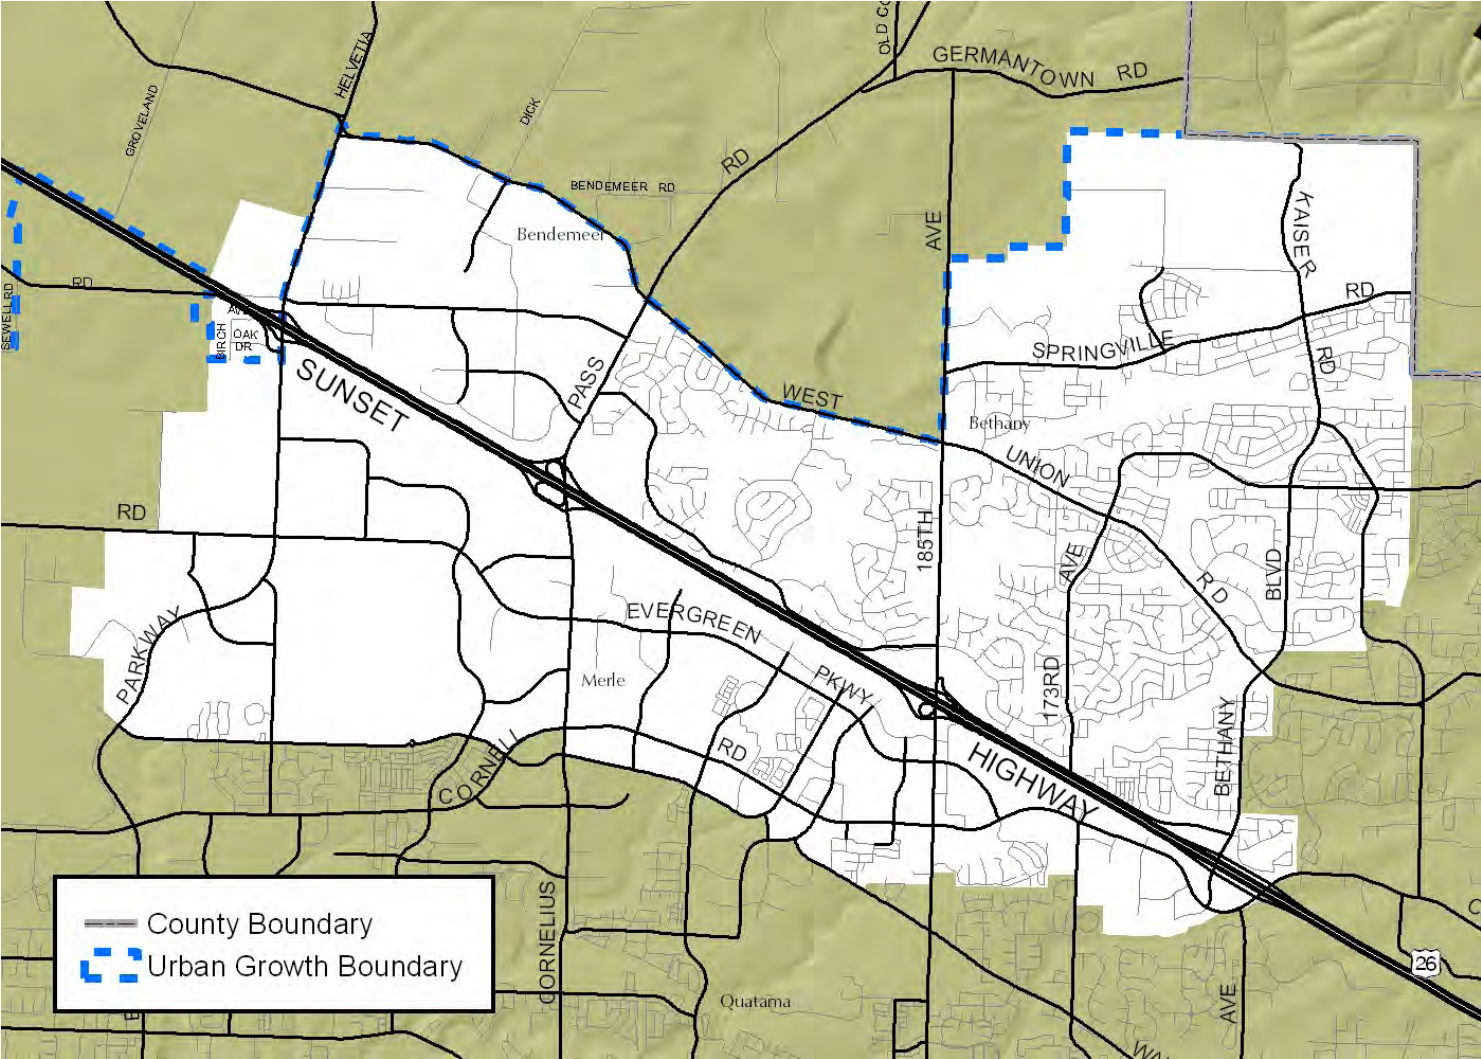 HELVETIA
GROVELAND
DICK
OLD CO
GERMANTOWN RD
RD
BENDEMEER RD
Bendemeer
AVE
KAISER
RD
RD
SEWELL RD
BIRCH
OAK
DR
SUNSET
PASS
WEST
SPRINGVILLE
RD
Bethany
UNION
RD
185TH
AVE
RD
BLVD
EVERGREEN
PKWY
PARKWAY
Merle
173RD
BETHANY
CORNELL
RD
HIGHWAY
County Boundary
Urban Growth Boundary
CORNELIUS
Quatama
AVE
26